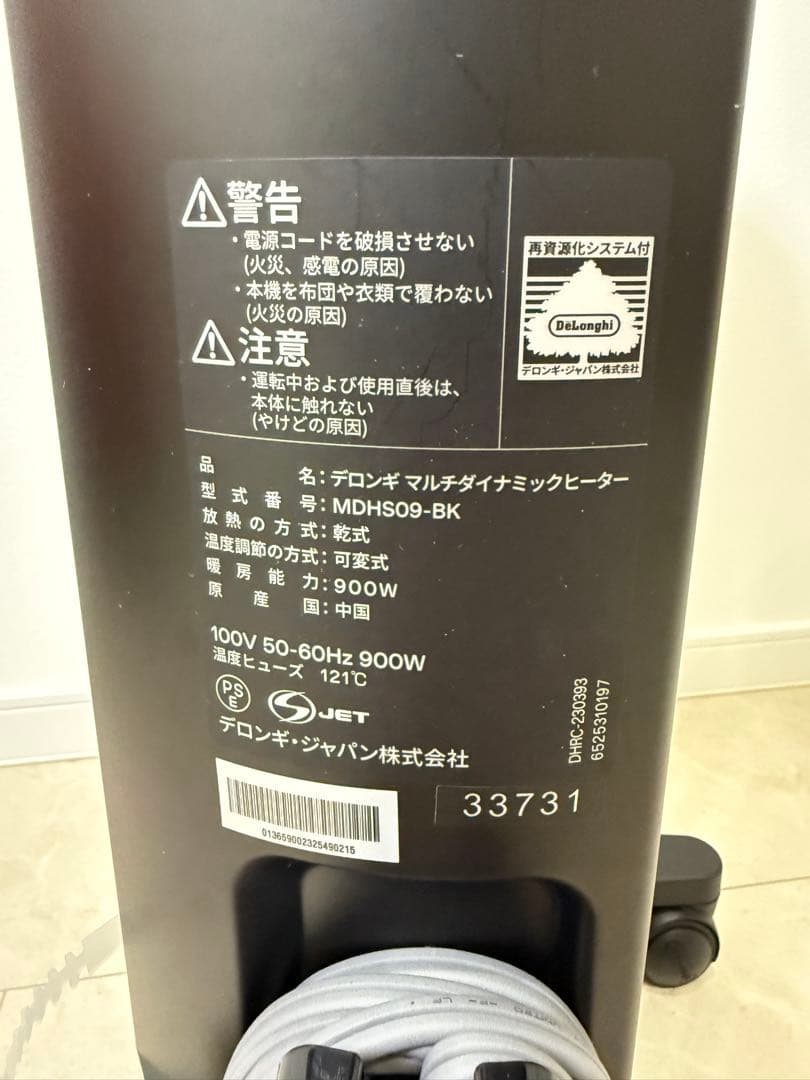 警告
・電源コードを破損させない
(火災、感電の原因)
・本機を布団や衣類で覆わない
(火災の原因)
注意
・運転中および使用直後は、
本体に触れない
(やけどの原因)
再資源化システム付
DeLonghi
デロンギ・ジャパン株式会社
品名:デロンギ マルチダイナミックヒーター
型式番号:MDHS09-BK
放熱の方式:乾式
温度調節の方式:可変式
暖房能力:900W
原産国:中国
100V 50-60Hz 900W
温度ヒューズ 121℃
PSE
JET
デロンギ・ジャパン株式会社
DHRC-230393
6525310197
013659002325490215
33731